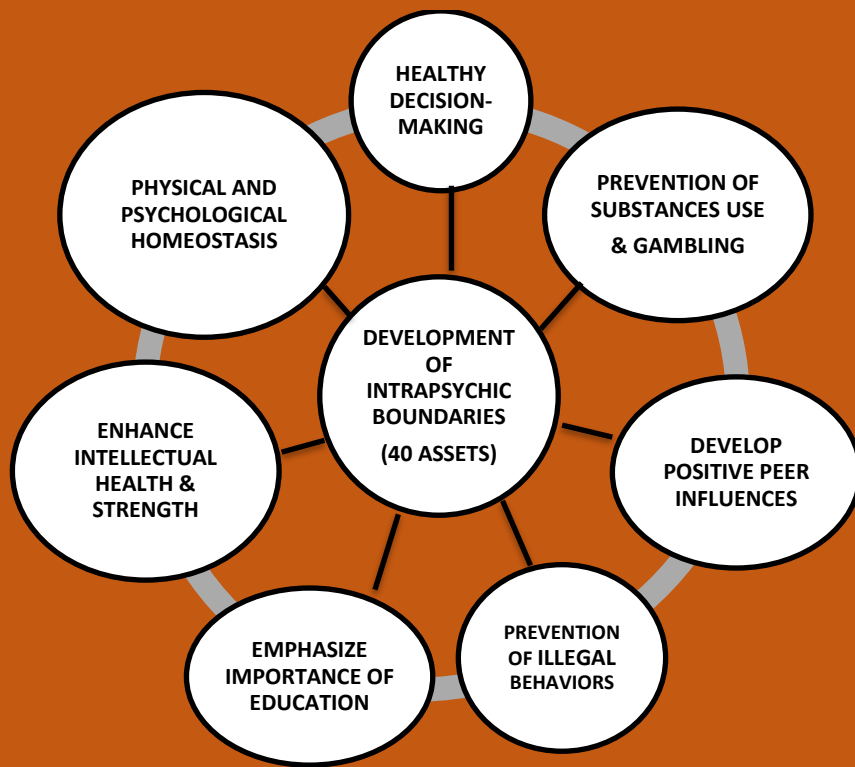 HEALTHY
DECISION-
MAKING
PREVENTION OF
SUBSTANCES USE
& GAMBLING
DEVELOP
POSITIVE PEER
INFLUENCES
PREVENTION
OF ILLEGAL
BEHAVIORS
EMPHASIZE
IMPORTANCE OF
EDUCATION
ENHANCE
INTELLECTUAL
HEALTH &
STRENGTH
PHYSICAL AND
PSYCHOLOGICAL
HOMEOSTASIS
DEVELOPMENT
OF
INTRAPSYCHIC
BOUNDARIES
(40 ASSETS)